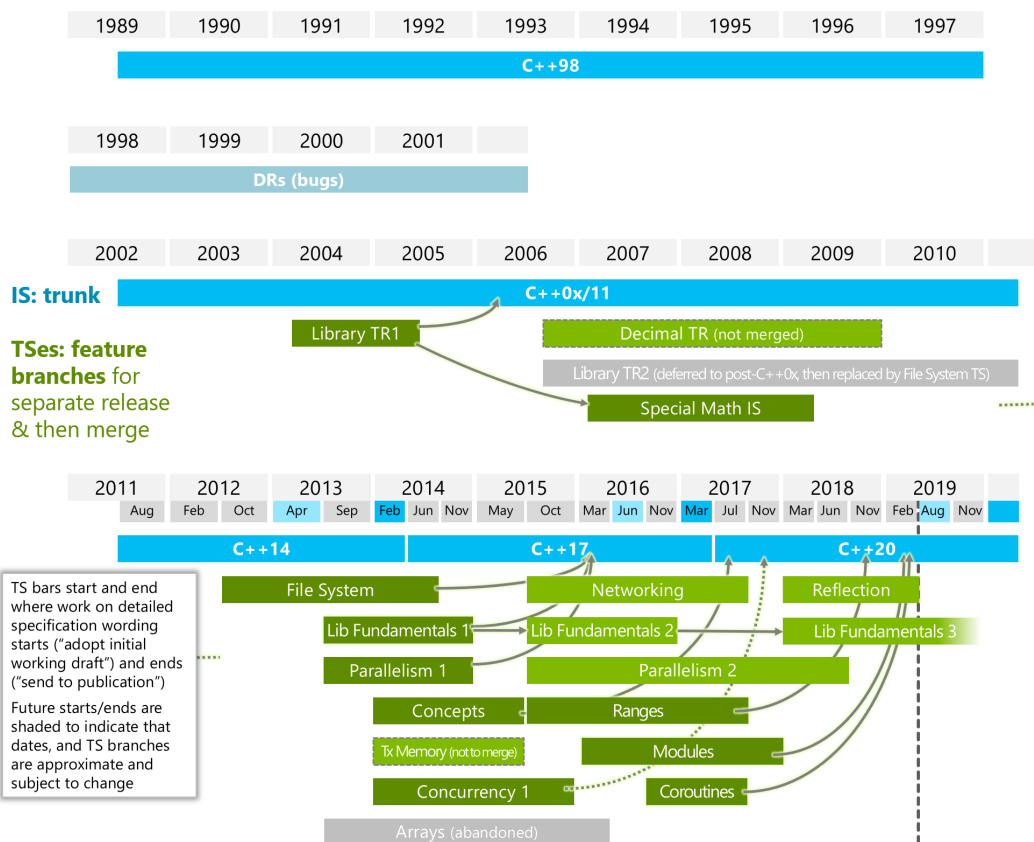 1989 1990 1991 1992 1993 1994 1995 1996 1997
C++98
1998 1999 2000 2001
DRs (bugs)
2002 2003 2004 2005 2006 2007 2008 2009 2010
IS: trunk
C++0x/11
Library TR1
Decimal TR (not merged)
TSes: feature
branches for
separate release
& then merge
Library TR2 (deferred to post-C++0x, then replaced by File System TS)
Special Math IS
2011 2012 2013 2014 2015 2016 2017 2018 2019
Aug Feb Oct Apr Sep Feb Jun Nov May Oct Mar Jun Nov Mar Jul Nov Mar Jun Nov Feb Aug Nov
C++14 C++17 C++20
TS bars start and end
where work on detailed
specification wording
starts (“adopt initial
working draft”) and ends
(“send to publication”)
Future starts/ends are
shaded to indicate that
dates, and TS branches
are approximate and
subject to change
File System Networking Reflection
Lib Fundamentals 1 Lib Fundamentals 2 Lib Fundamentals 3
Parallelism 1 Parallelism 2
Concepts Ranges
Tx Memory (not to merge) Modules
Concurrency 1 Coroutines
Arrays (abandoned)